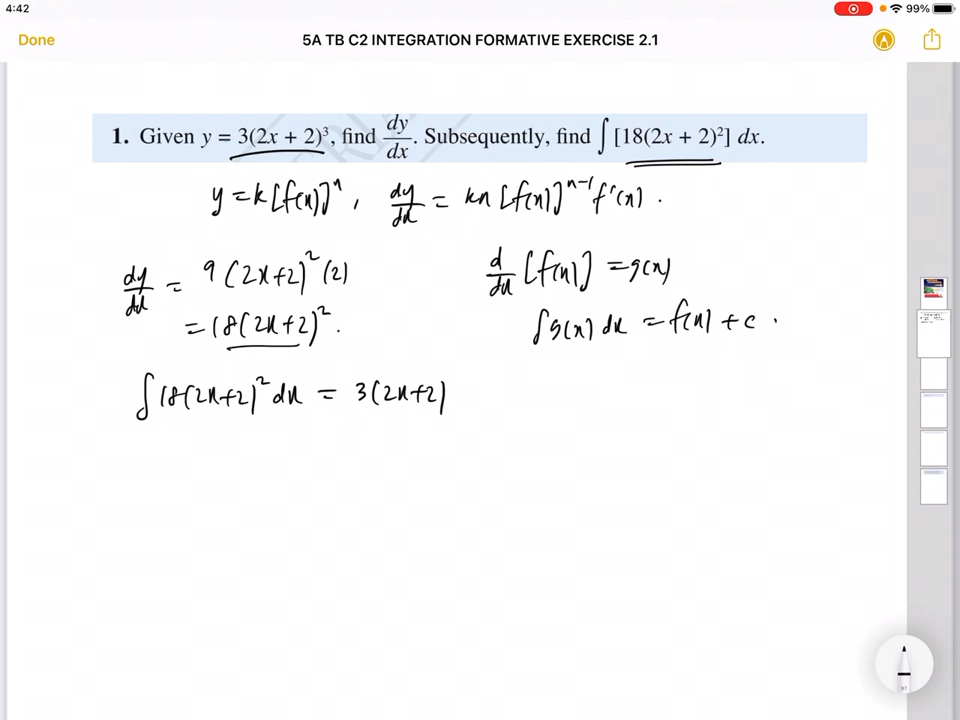 4:42
99%
Done
5A TB C2 INTEGRATION FORMATIVE EXERCISE 2.1
1. Given y = 3(2x + 2)³, find dy/dx. Subsequently, find ∫ [18(2x + 2)²] dx.
y = k[f(x)]ⁿ, dy/dx = kn [f(x)]ⁿ⁻¹ f'(x).
dy/dx = 9(2x+2)²(2)
= 18(2x+2)².
d/dx [f(x)] = g(x)
∫g(x) dx = f(x) + c.
∫18(2x+2)² dx = 3(2x+2)
97